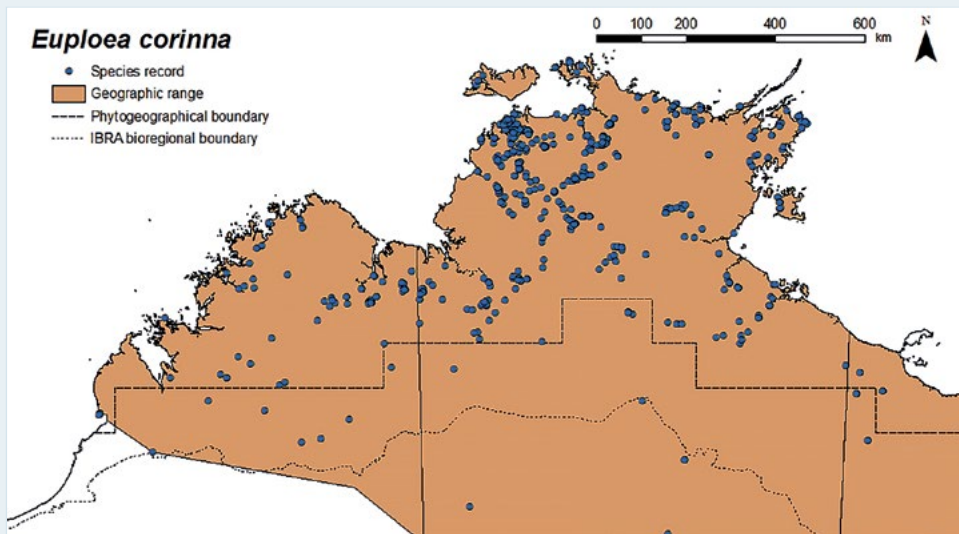 Euploea corinna
Species record
Geographic range
Phytogeographical boundary
IBRA bioregional boundary
0 100 200 400 600
km
N